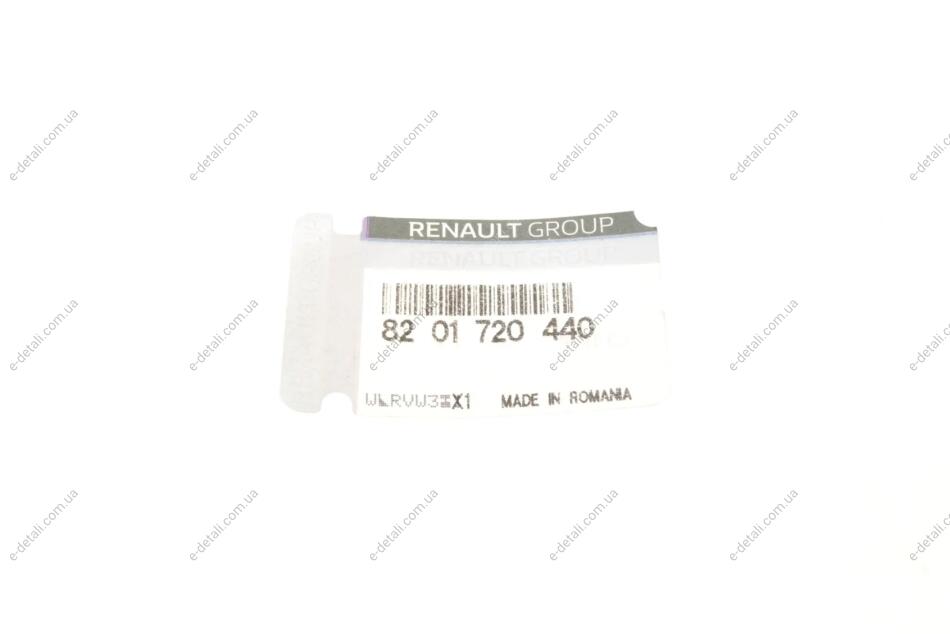 RENAULT GROUP
82 01 720 440
MADE IN ROMANIA
e-detali.com.ua